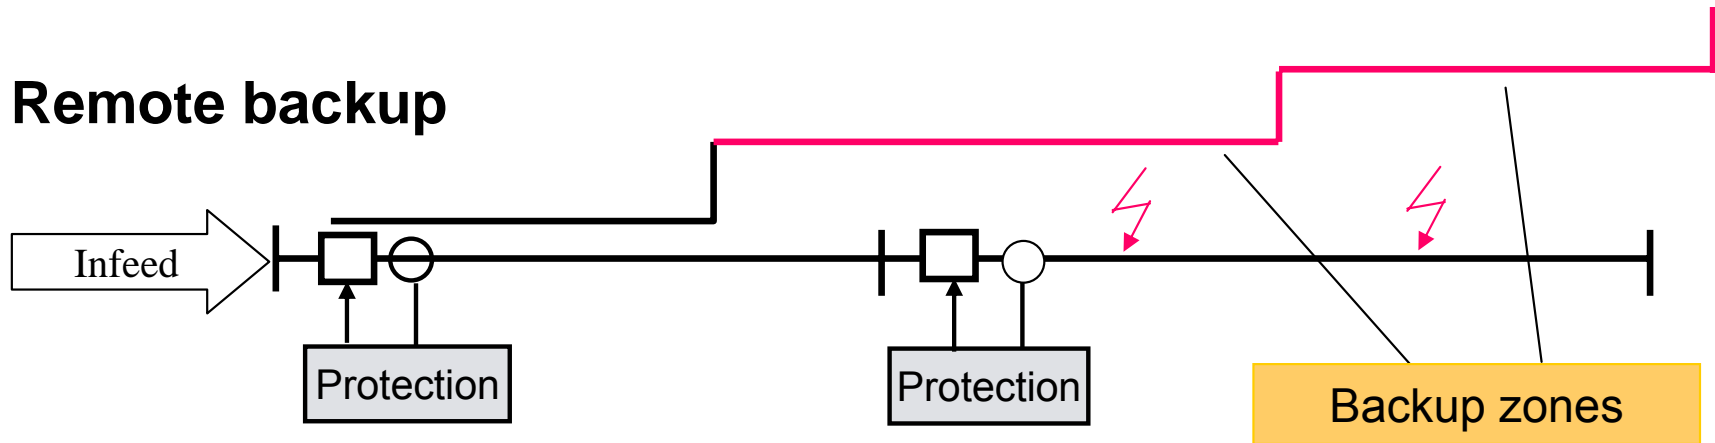 Remote backup
Infeed
Protection
Protection
Backup zones